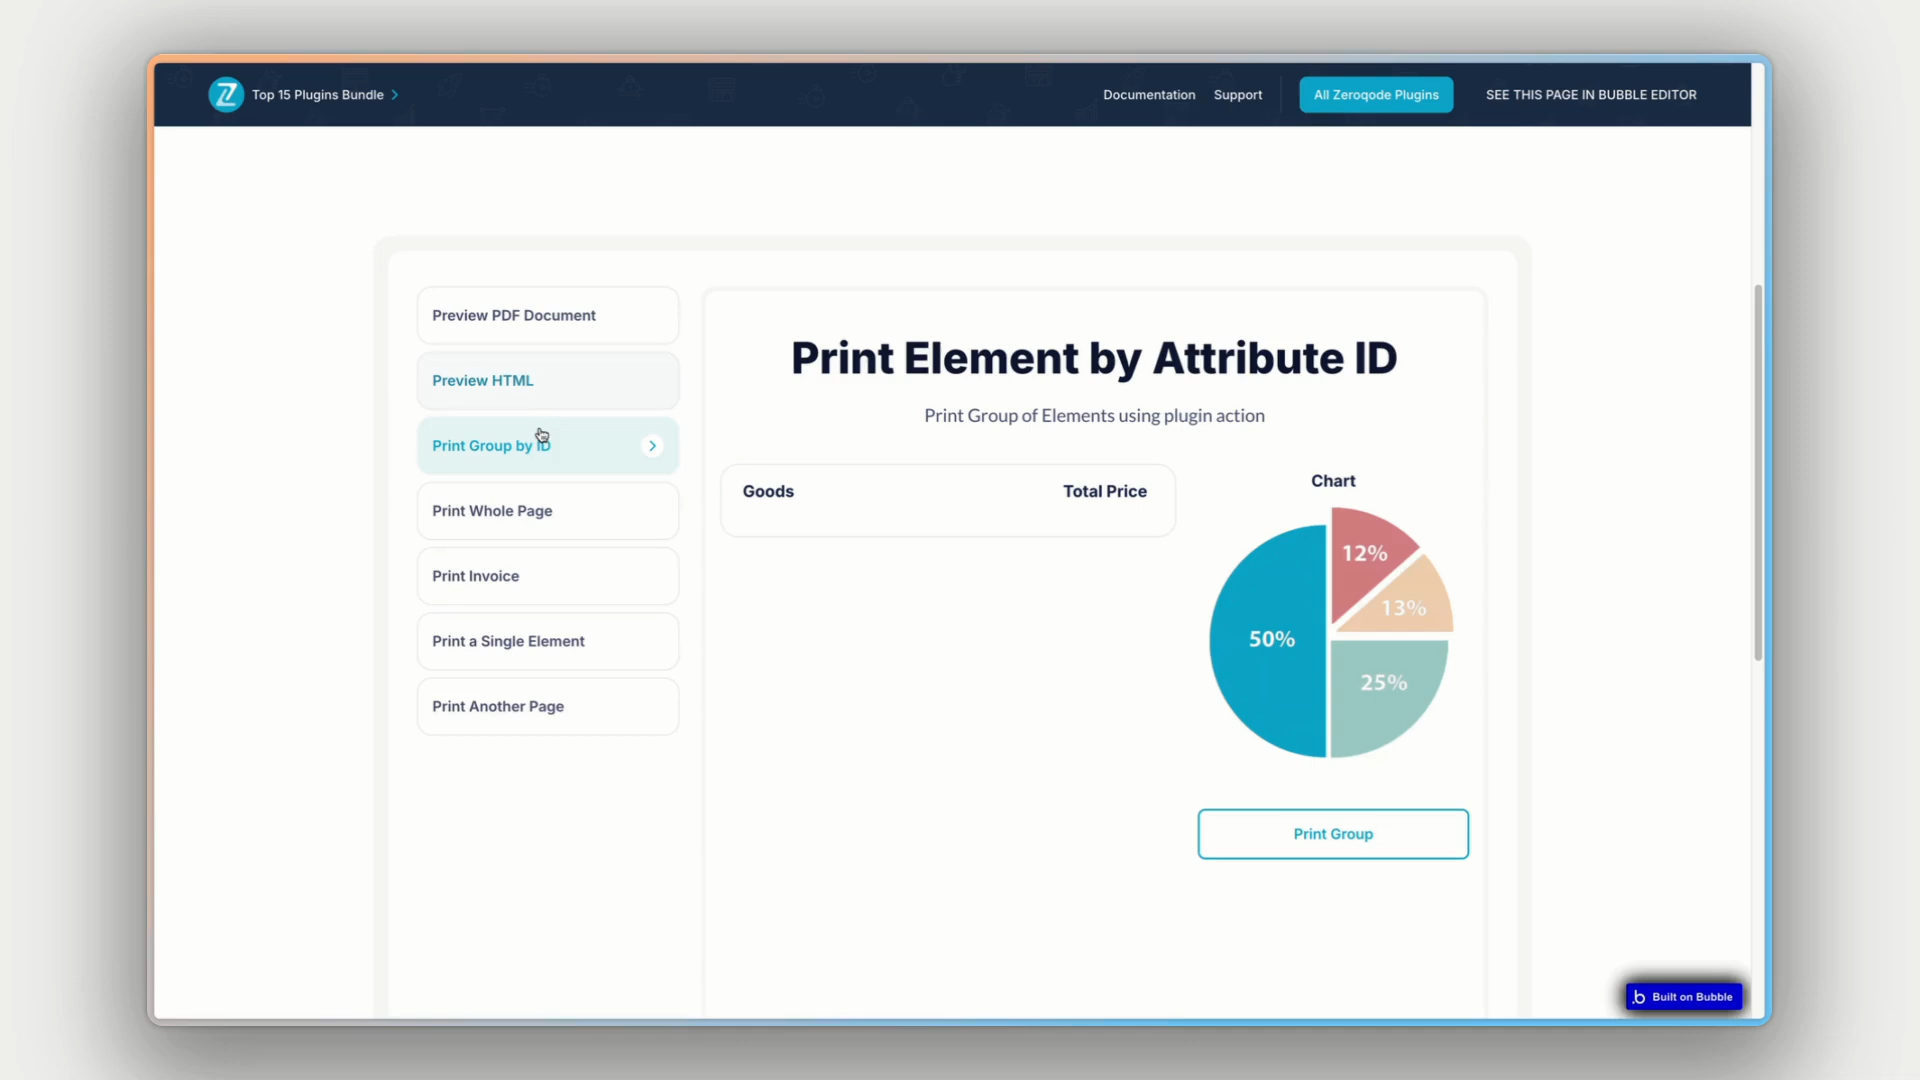 Top 15 Plugins Bundle
Documentation
Support
All Zeroqode Plugins
SEE THIS PAGE IN BUBBLE EDITOR
Preview PDF Document
Preview HTML
Print Group by ID
Print Whole Page
Print Invoice
Print a Single Element
Print Another Page
Print Element by Attribute ID
Print Group of Elements using plugin action
Goods Total Price
Chart
12%
13%
50%
25%
Print Group
Built on Bubble